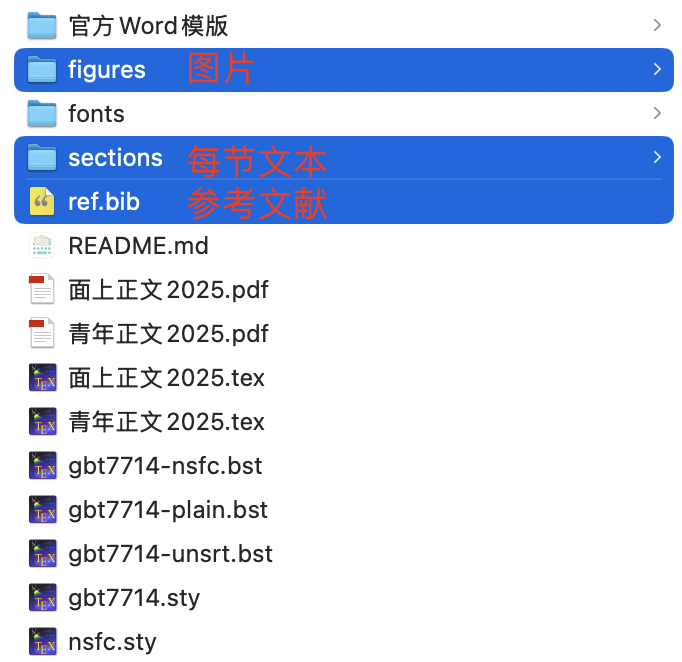 官方Word模版
figures 图片
fonts
sections 每节文本
ref.bib 参考文献
README.md
面上正文2025.pdf
青年正文2025.pdf
面上正文2025.tex
青年正文2025.tex
gbt7714-nsfc.bst
gbt7714-plain.bst
gbt7714-unsrt.bst
gbt7714.sty
nsfc.sty